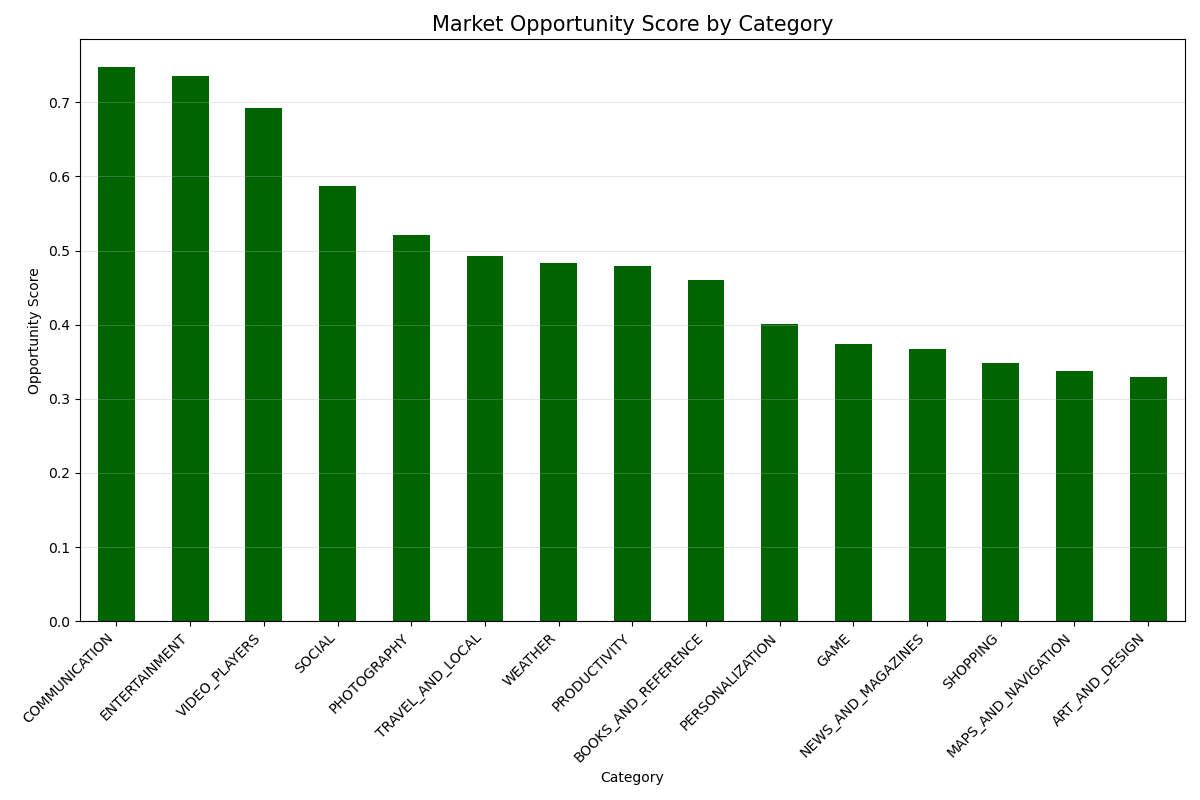 Market Opportunity Score by Category
Opportunity Score
0.7
0.6
0.5
0.4
0.3
0.2
0.1
0.0
COMMUNICATION
ENTERTAINMENT
VIDEO_PLAYERS
SOCIAL
PHOTOGRAPHY
TRAVEL_AND_LOCAL
WEATHER
PRODUCTIVITY
BOOKS_AND_REFERENCE
PERSONALIZATION
GAME
NEWS_AND_MAGAZINES
SHOPPING
MAPS_AND_NAVIGATION
ART_AND_DESIGN
Category